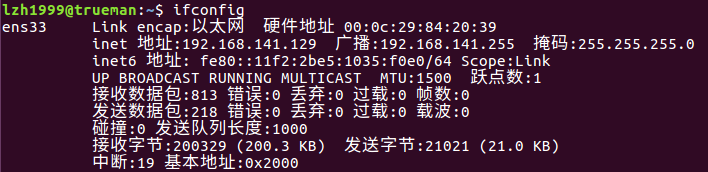 lzh1999@trueman:~$ ifconfig
ens33     Link encap:以太网  硬件地址 00:0c:29:84:20:39
          inet 地址:192.168.141.129  广播:192.168.141.255  掩码:255.255.255.0
          inet6 地址: fe80::11f2:2be5:1035:f0e0/64 Scope:Link
          UP BROADCAST RUNNING MULTICAST  MTU:1500  跃点数:1
          接收数据包:813 错误:0 丢弃:0 过载:0 帧数:0
          发送数据包:218 错误:0 丢弃:0 过载:0 载波:0
          碰撞:0 发送队列长度:1000
          接收字节:200329 (200.3 KB)  发送字节:21021 (21.0 KB)
          中断:19 基本地址:0x2000